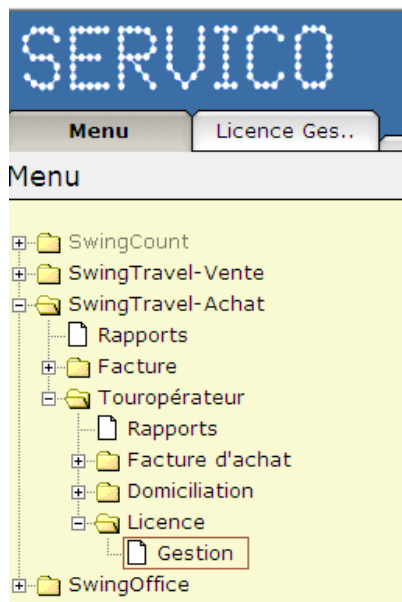 SERVICO
Menu Licence Ges..
Menu
SwingCount
SwingTravel-Vente
SwingTravel-Achat
Rapports
Facture
Touropérateur
Rapports
Facture d'achat
Domiciliation
Licence
Gestion
SwingOffice